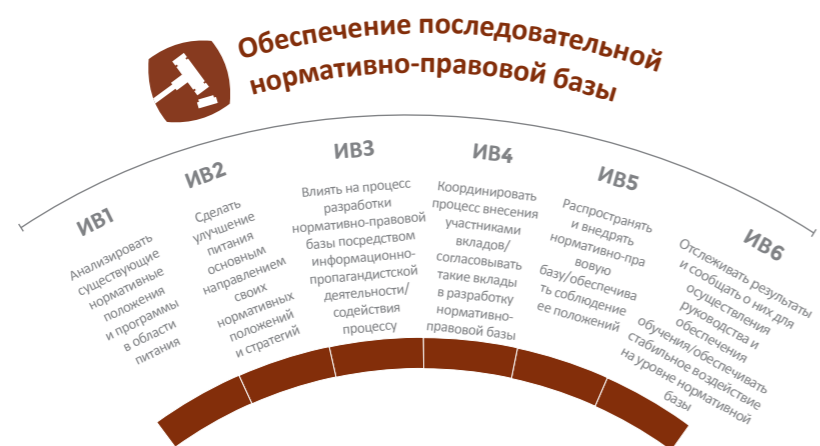 Обеспечение последовательной
нормативно-правовой базы
ИВ1
Анализировать
существующие
нормативные
положения
и программы
в области
питания
ИВ2
Сделать
улучшение
питания
основным
направлением
своих
нормативных
положений
и стратегий
ИВ3
Влиять на процесс
разработки
нормативно-правовой
базы посредством
информационно-
пропагандистской
деятельности/
содействия
процессу
ИВ4
Координировать
процесс внесения
участниками
вкладов/
согласовывать
такие вклады
в разработку
нормативно-
правовой базы
ИВ5
Распространять
и внедрять
нормативно-пра
вовую
базу/обеспечива
ть соблюдение
ее положений
ИВ6
Отслеживать результаты
и сообщать о них для
осуществления
руководства и
обеспечения
обучения/обеспечивать
стабильное воздействие
на уровне нормативной
базы